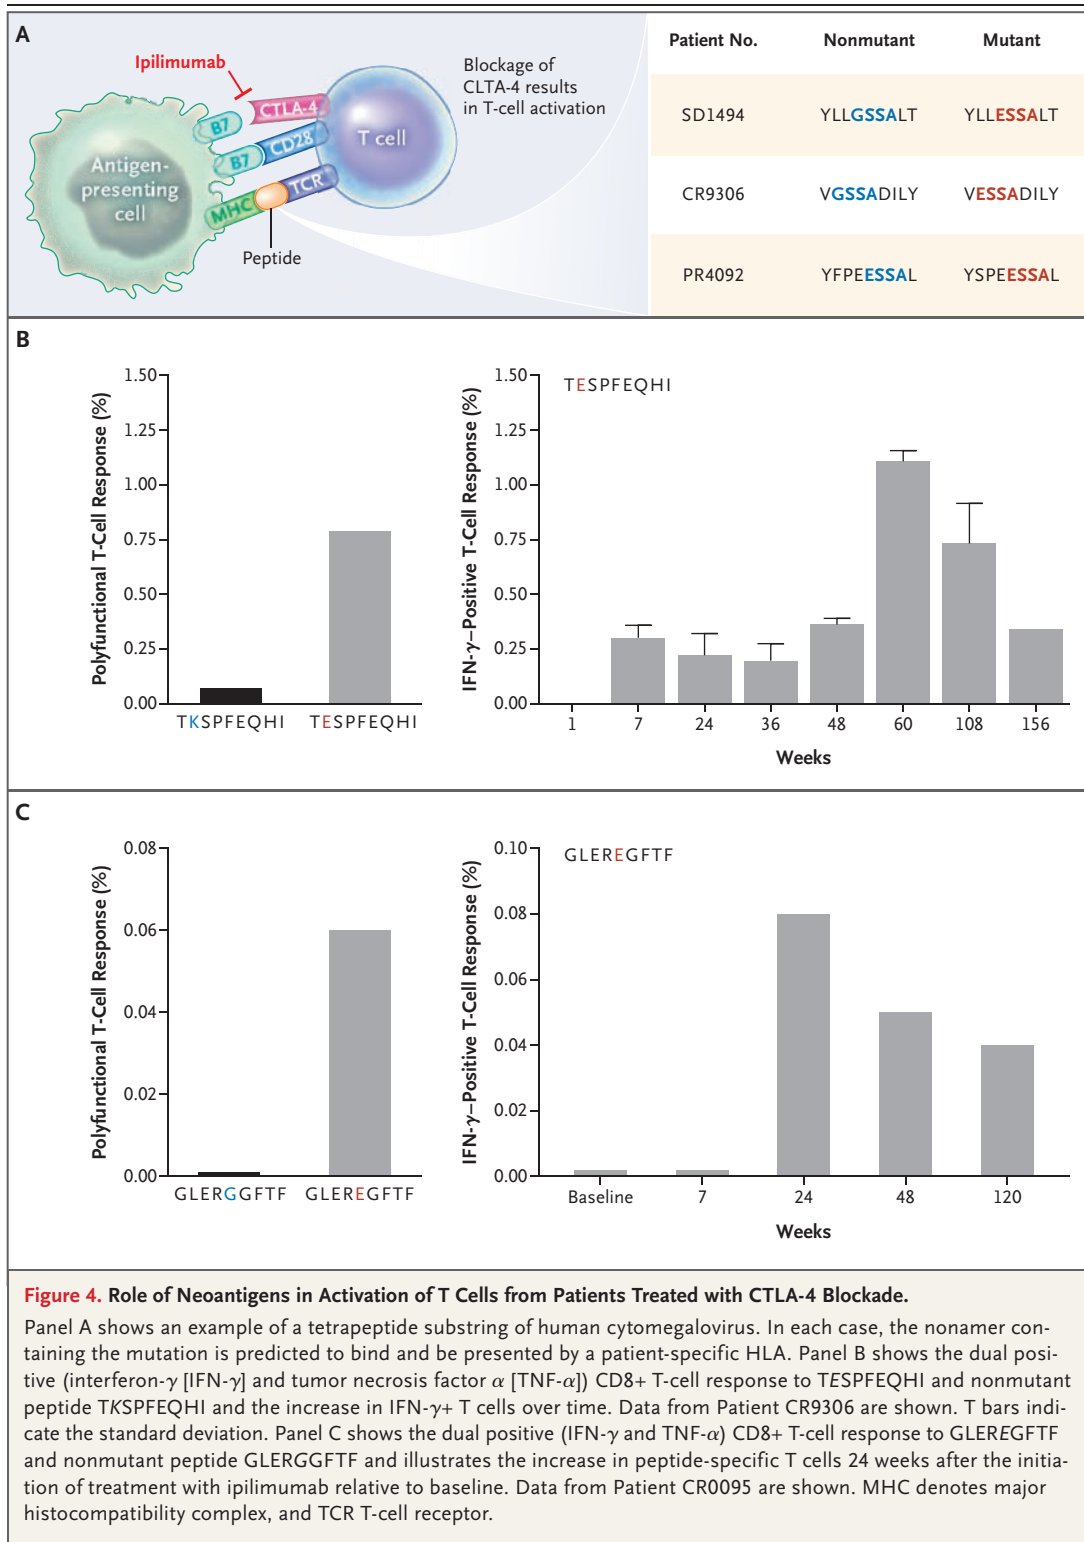 A
Ipilimumab
CTLA-4
B7
CD28
B7
TCR
MHC
T cell
Antigen-
presenting
cell
Peptide
Blockage of
CLTA-4 results
in T-cell activation
Patient No. Nonmutant Mutant
SD1494 YLLGSSALT YLLESSALT
CR9306 VGSSADILY VESSADILY
PR4092 YFPEESSAL YSPEESSAL
B
Polyfunctional T-Cell Response (%)
1.50
1.25
1.00
0.75
0.50
0.25
0.00
TKSPFEQHI TESPFEQHI
IFN-γ–Positive T-Cell Response (%)
1.50
1.25
1.00
0.75
0.50
0.25
0.00
TESPFEQHI
1 7 24 36 48 60 108 156
Weeks
C
Polyfunctional T-Cell Response (%)
0.08
0.06
0.04
0.02
0.00
GLERGGFTF GLEREGFTF
IFN-γ–Positive T-Cell Response (%)
0.10
0.08
0.06
0.04
0.02
0.00
GLEREGFTF
Baseline 7 24 48 120
Weeks
Figure 4. Role of Neoantigens in Activation of T Cells from Patients Treated with CTLA-4 Blockade.
Panel A shows an example of a tetrapeptide substring of human cytomegalovirus. In each case, the nonamer con-
taining the mutation is predicted to bind and be presented by a patient-specific HLA. Panel B shows the dual posi-
tive (interferon-γ [IFN-γ] and tumor necrosis factor α [TNF-α]) CD8+ T-cell response to TESPFEQHI and nonmutant
peptide TKSPFEQHI and the increase in IFN-γ+ T cells over time. Data from Patient CR9306 are shown. T bars indi-
cate the standard deviation. Panel C shows the dual positive (IFN-γ and TNF-α) CD8+ T-cell response to GLEREGFTF
and nonmutant peptide GLERGGFTF and illustrates the increase in peptide-specific T cells 24 weeks after the initia-
tion of treatment with ipilimumab relative to baseline. Data from Patient CR0095 are shown. MHC denotes major
histocompatibility complex, and TCR T-cell receptor.